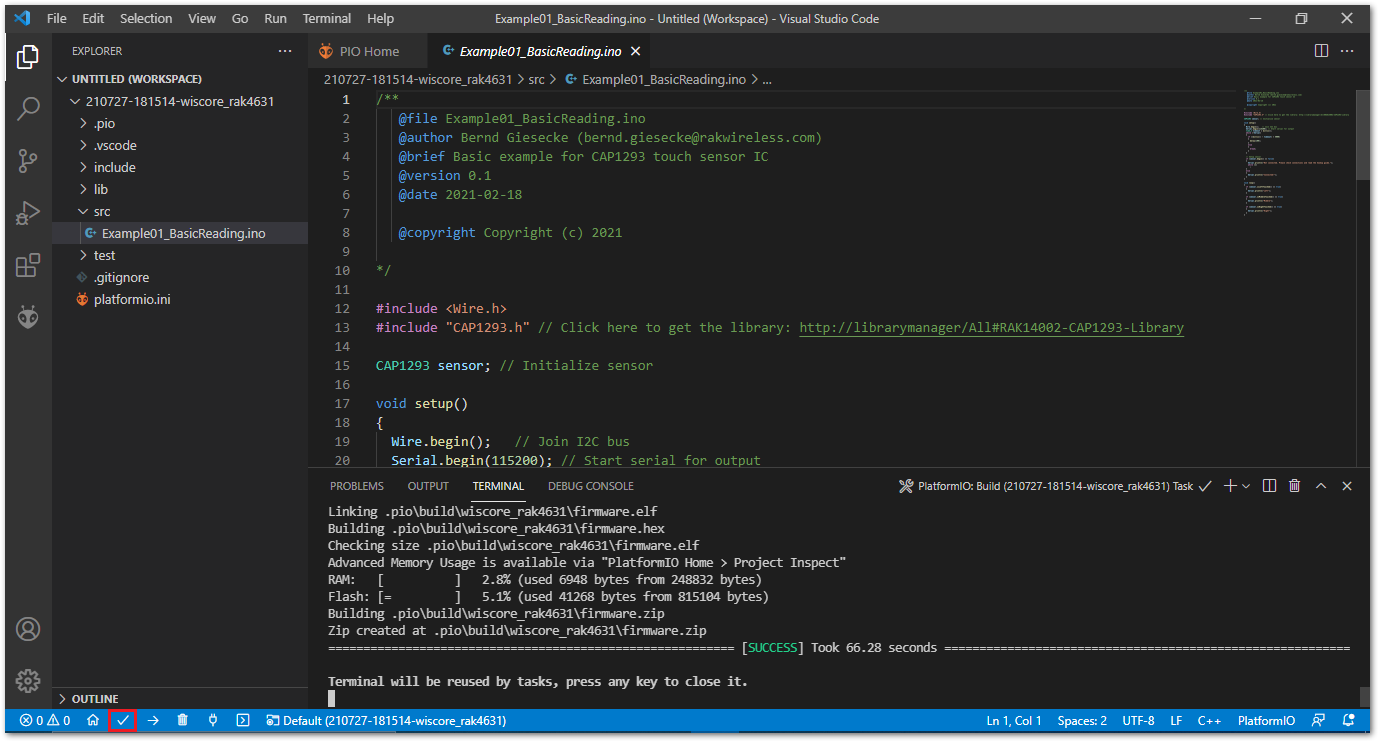 File Edit Selection View Go Run Terminal Help Example01_BasicReading.ino - Untitled (Workspace) - Visual Studio Code
EXPLORER
UNTITLED (WORKSPACE)
210727-181514-wiscore_rak4631
.pio
.vscode
include
lib
src
Example01_BasicReading.ino
test
.gitignore
platformio.ini
OUTLINE
PIO Home Example01_BasicReading.ino
210727-181514-wiscore_rak4631 > src > Example01_BasicReading.ino > ...
1 /**
2 @file Example01_BasicReading.ino
3 @author Bernd Giesecke (bernd.giesecke@rakwireless.com)
4 @brief Basic example for CAP1293 touch sensor IC
5 @version 0.1
6 @date 2021-02-18
7
8 @copyright Copyright (c) 2021
9
10 */
11
12 #include <Wire.h>
13 #include "CAP1293.h" // Click here to get the library: http://librarymanager/All#RAK14002-CAP1293-Library
14
15 CAP1293 sensor; // Initialize sensor
16
17 void setup()
18 {
19 Wire.begin(); // Join I2C bus
20 Serial.begin(115200); // Start serial for output
PROBLEMS OUTPUT TERMINAL DEBUG CONSOLE PlatformIO: Build (210727-181514-wiscore_rak4631) Task
Linking .pio\build\wiscore_rak4631\firmware.elf
Building .pio\build\wiscore_rak4631\firmware.hex
Checking size .pio\build\wiscore_rak4631\firmware.elf
Advanced Memory Usage is available via "PlatformIO Home > Project Inspect"
RAM: [          ] 2.8% (used 6948 bytes from 248832 bytes)
Flash: [=         ] 5.1% (used 41268 bytes from 815104 bytes)
Building .pio\build\wiscore_rak4631\firmware.zip
Zip created at .pio\build\wiscore_rak4631\firmware.zip
========================================================== [SUCCESS] Took 66.28 seconds ==========================================================
Terminal will be reused by tasks, press any key to close it.
0 0 Default (210727-181514-wiscore_rak4631) Ln 1, Col 1 Spaces: 2 UTF-8 LF C++ PlatformIO